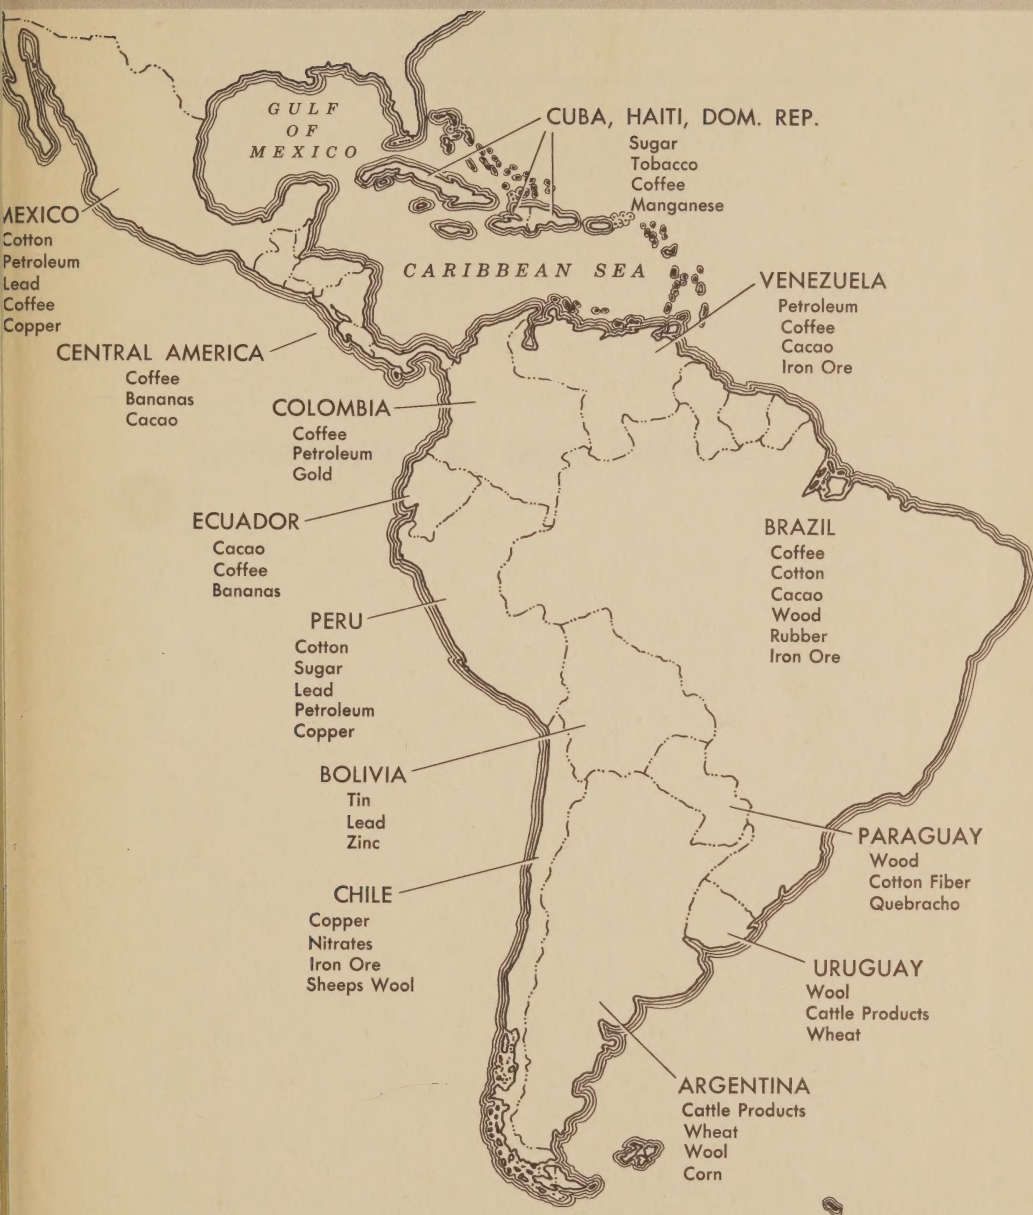 GULF
OF
MEXICO
CUBA, HAITI, DOM. REP.
Sugar
Tobacco
Coffee
Manganese
MEXICO
Cotton
Petroleum
Lead
Coffee
Copper
CARIBBEAN SEA
VENEZUELA
Petroleum
Coffee
Cacao
Iron Ore
CENTRAL AMERICA
Coffee
Bananas
Cacao
COLOMBIA
Coffee
Petroleum
Gold
ECUADOR
Cacao
Coffee
Bananas
BRAZIL
Coffee
Cotton
Cacao
Wood
Rubber
Iron Ore
PERU
Cotton
Sugar
Lead
Petroleum
Copper
BOLIVIA
Tin
Lead
Zinc
PARAGUAY
Wood
Cotton Fiber
Quebracho
CHILE
Copper
Nitrates
Iron Ore
Sheeps Wool
URUGUAY
Wool
Cattle Products
Wheat
ARGENTINA
Cattle Products
Wheat
Wool
Corn